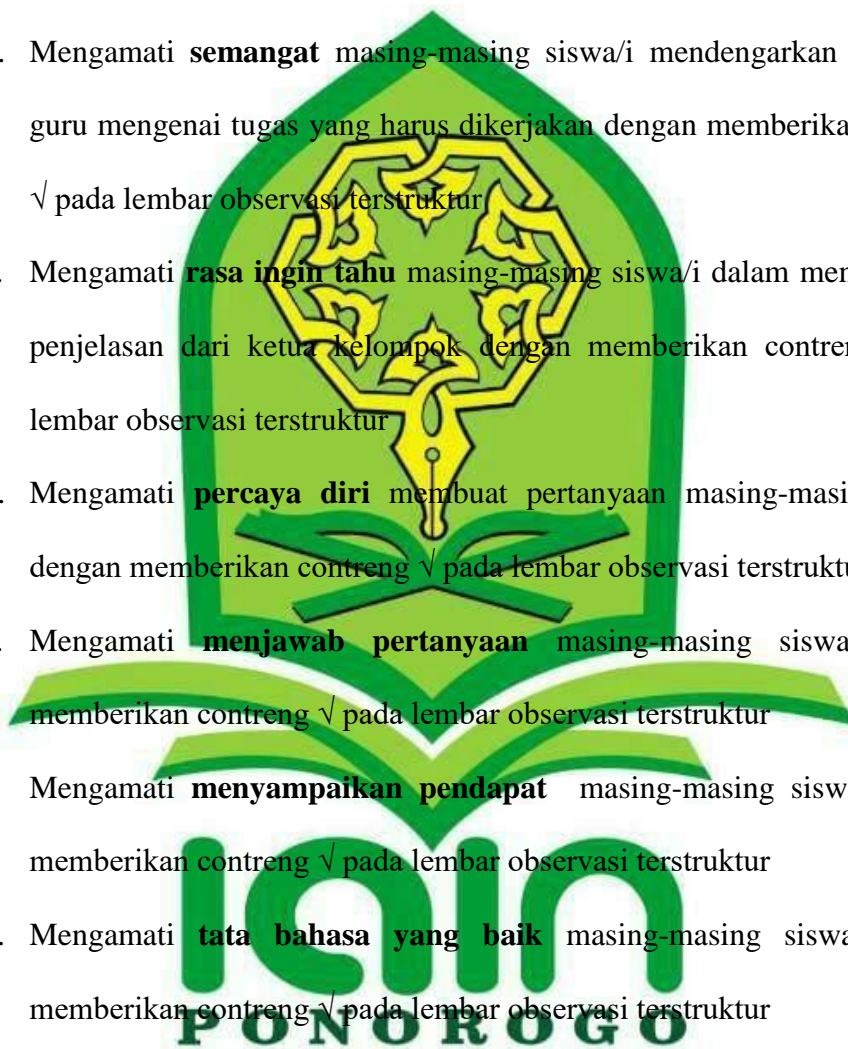 . Mengamati semangat masing-masing siswa/i mendengarkan
guru mengenai tugas yang harus dikerjakan dengan memberika
√ pada lembar observasi terstruktur
. Mengamati rasa ingin tahu masing-masing siswa/i dalam men
penjelasan dari ketua kelompok dengan memberikan contren
lembar observasi terstruktur
. Mengamati percaya diri membuat pertanyaan masing-masi
dengan memberikan contreng √ pada lembar observasi terstruktu
. Mengamati menjawab pertanyaan masing-masing siswa
memberikan contreng √ pada lembar observasi terstruktur
Mengamati menyampaikan pendapat masing-masing sisw
memberikan contreng √ pada lembar observasi terstruktur
. Mengamati tata bahasa yang baik masing-masing siswa
memberikan contreng √ pada lembar observasi terstruktur
iain
PONOROGO